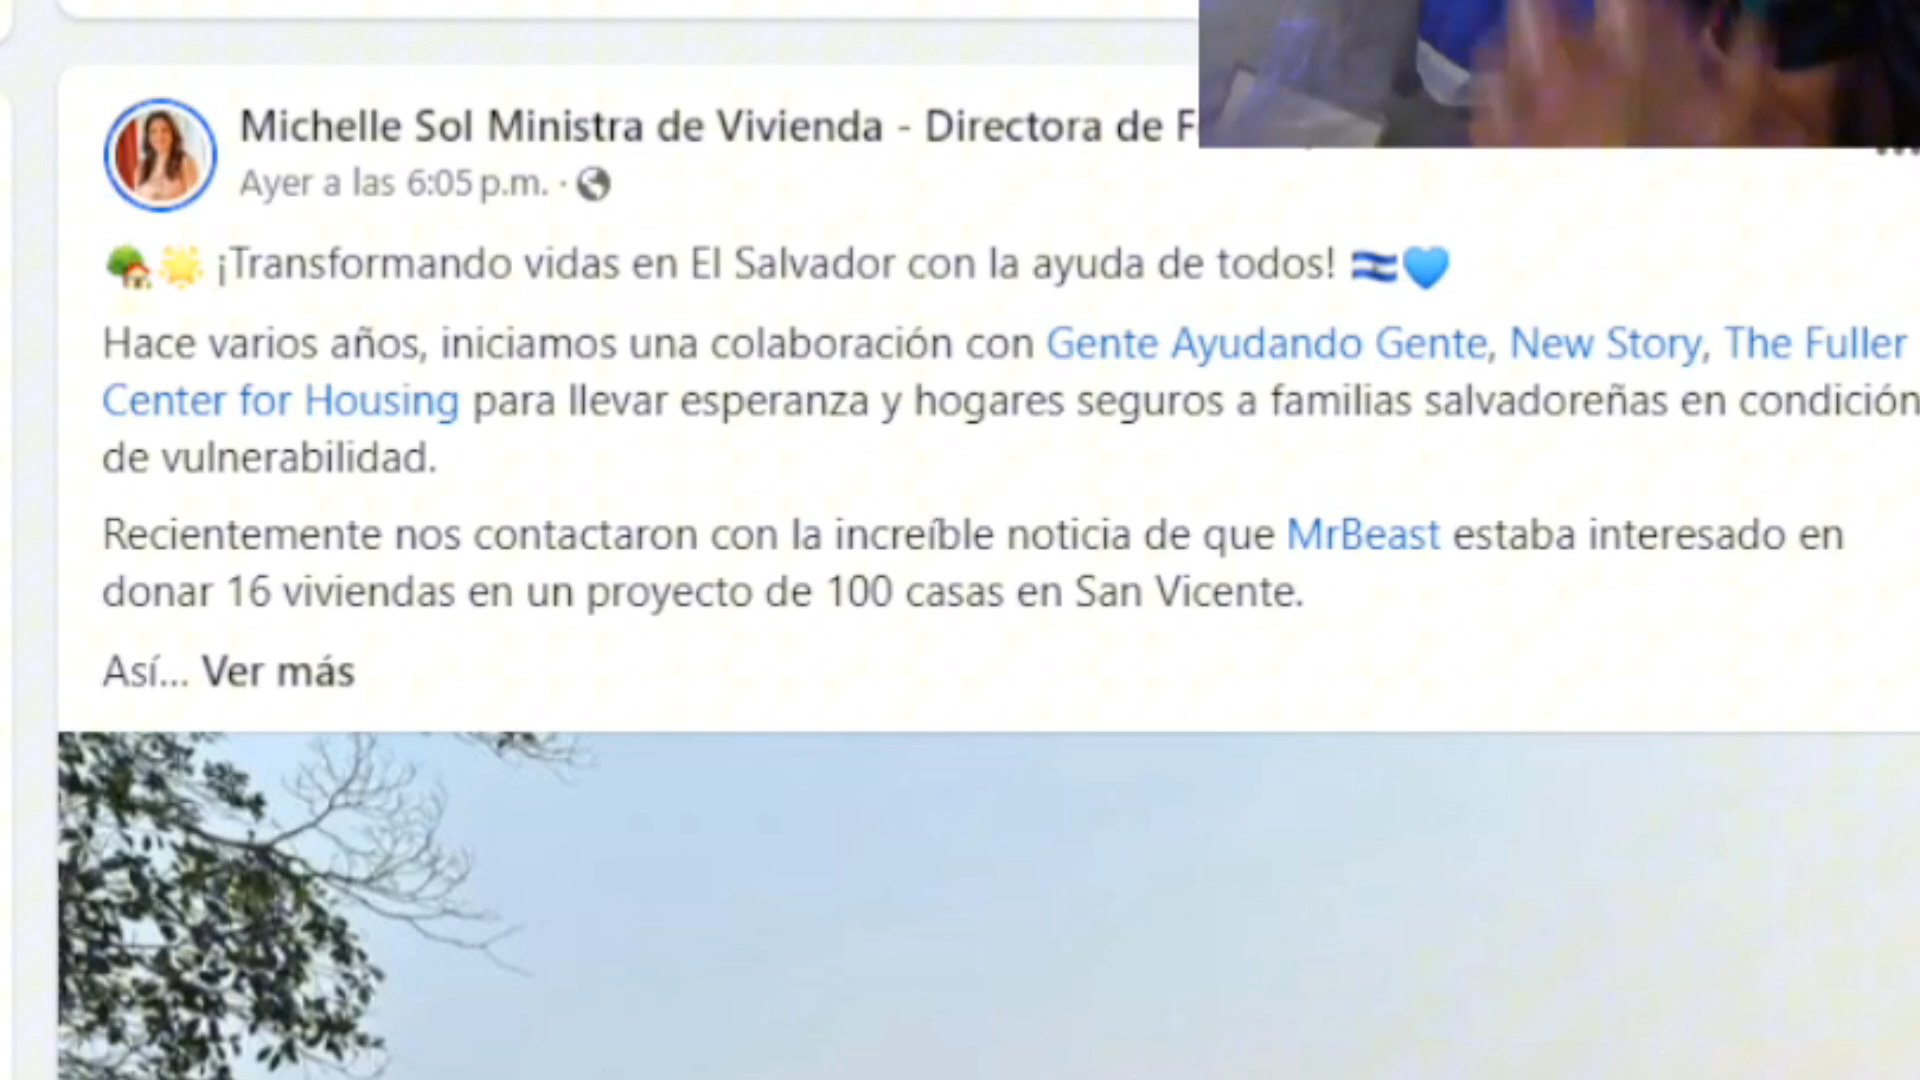 Michelle Sol Ministra de Vivienda - Directora de
Ayer a las 6:05 p.m. ·
¡Transformando vidas en El Salvador con la ayuda de todos!
Hace varios años, iniciamos una colaboración con Gente Ayudando Gente, New Story, The Fuller
Center for Housing para llevar esperanza y hogares seguros a familias salvadoreñas en condición
de vulnerabilidad.
Recientemente nos contactaron con la increíble noticia de que MrBeast estaba interesado en
donar 16 viviendas en un proyecto de 100 casas en San Vicente.
Así... Ver más